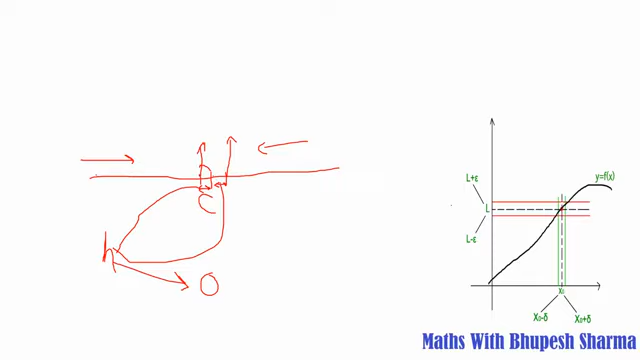 C
h
0
L+ε
y=f(x)
L
L-ε
x₀
X₀-δ
X₀+δ
Maths With Bhupesh Sharma